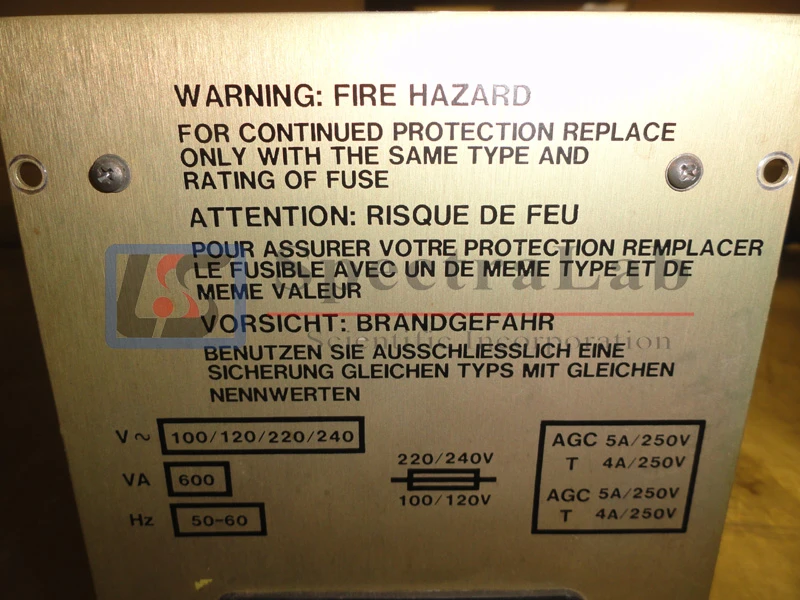 WARNING: FIRE HAZARD
FOR CONTINUED PROTECTION REPLACE
ONLY WITH THE SAME TYPE AND
RATING OF FUSE
ATTENTION: RISQUE DE FEU
POUR ASSURER VOTRE PROTECTION REMPLACER
LE FUSIBLE AVEC UN DE MEME TYPE ET DE
MEME VALEUR
SpectraLab
Scientific Incorporation
VORSICHT: BRANDGEFAHR
BENUTZEN SIE AUSSCHLIESSLICH EINE
SICHERUNG GLEICHEN TYPS MIT GLEICHEN
NENNWERTEN
V~ 100/120/220/240
VA 600
Hz 50-60
220/240V
100/120V
AGC 5A/250V
T 4A/250V
AGC 5A/250V
T 4A/250V